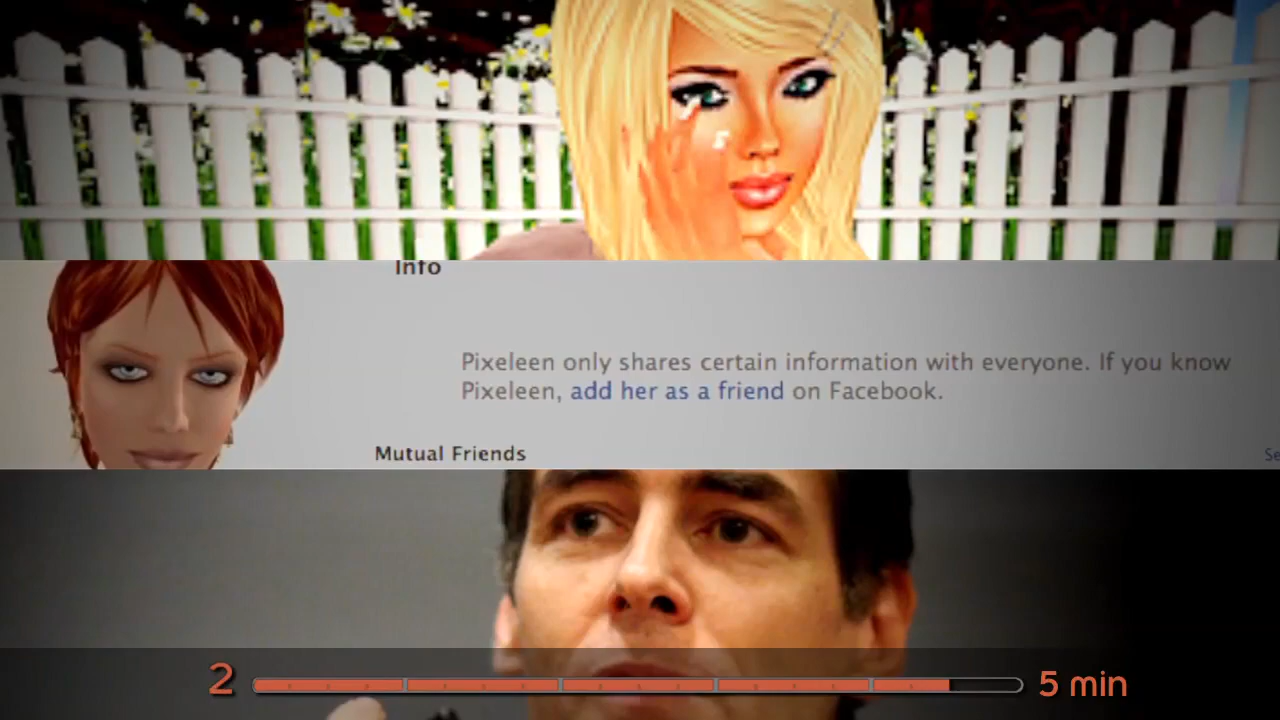 Info
Pixeleen only shares certain information with everyone. If you know
Pixeleen, add her as a friend on Facebook.
Mutual Friends
2
5 min